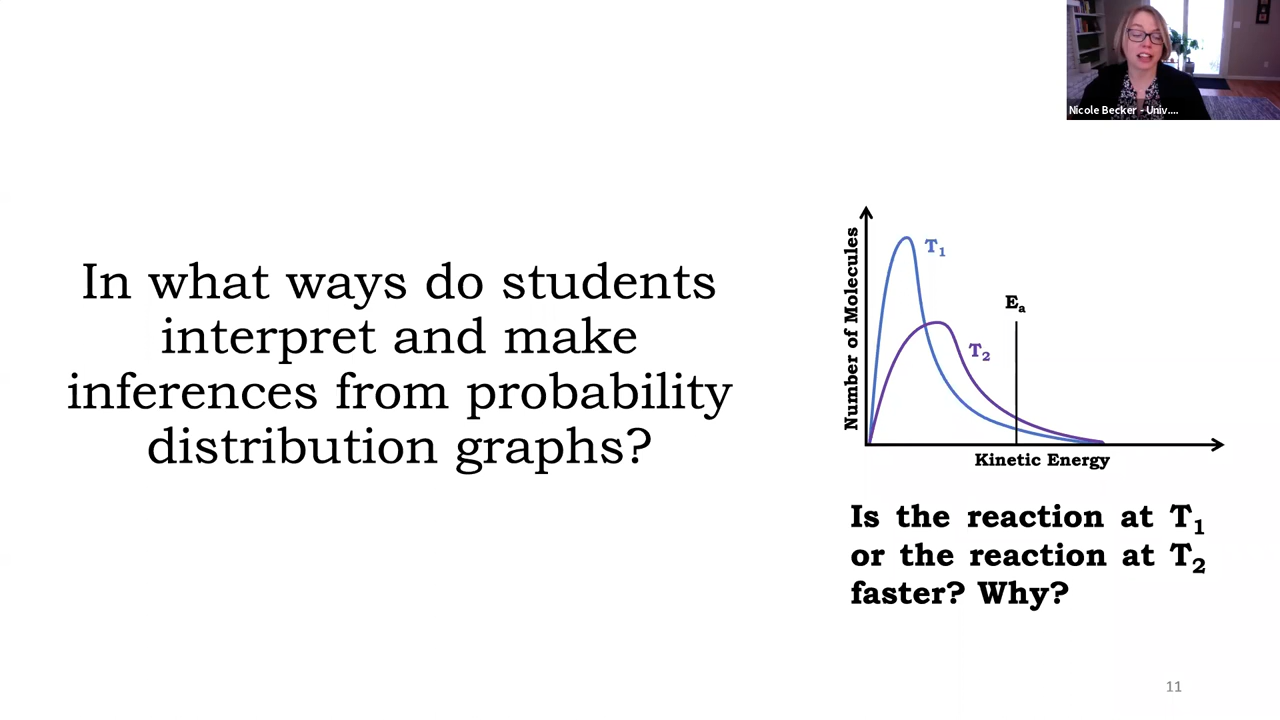 Nicole Becker - Univ....
In what ways do students
interpret and make
inferences from probability
distribution graphs?
Number of Molecules
T₁
Eₐ
T₂
Kinetic Energy
Is the reaction at T₁
or the reaction at T₂
faster? Why?
11